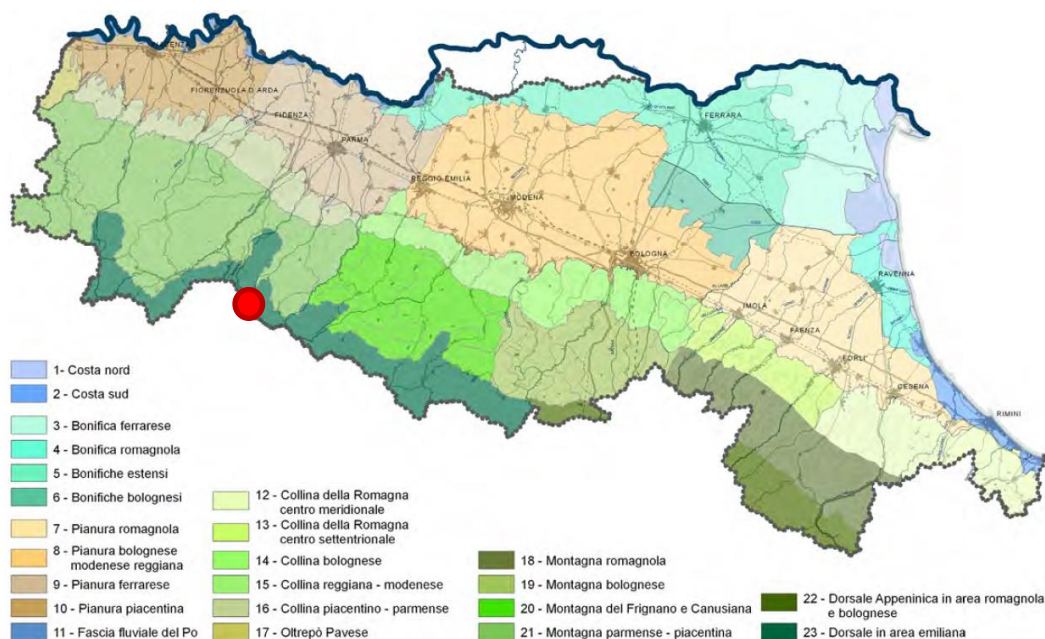 FIORENZUOLA D'ARDA
FIDENZA
PARMA
REGGIO EMILIA
MODENA
FERRARA
BOLOGNA
IMOLA
FAENZA
FORLI'
CESENA
RAVENNA
RIMINI
1- Costa nord
2 - Costa sud
3 - Bonifica ferrarese
4 - Bonifica romagnola
5 - Bonifiche estensi
6 - Bonifiche bolognesi
7 - Pianura romagnola
8 - Pianura bolognese
modenese reggiana
9 - Pianura ferrarese
10 - Pianura piacentina
11 - Fascia fluviale del Po
12 - Collina della Romagna
centro meridionale
13 - Collina della Romagna
centro settentrionale
14 - Collina bolognese
15 - Collina reggiana - modenese
16 - Collina piacentino - parmense
17 - Oltrepò Pavese
18 - Montagna romagnola
19 - Montagna bolognese
20 - Montagna del Frignano e Canusiana
21 - Montagna parmense - piacentina
22 - Dorsale Appeninica in area romagnola
e bolognese
23 - Dorsale in area emiliana